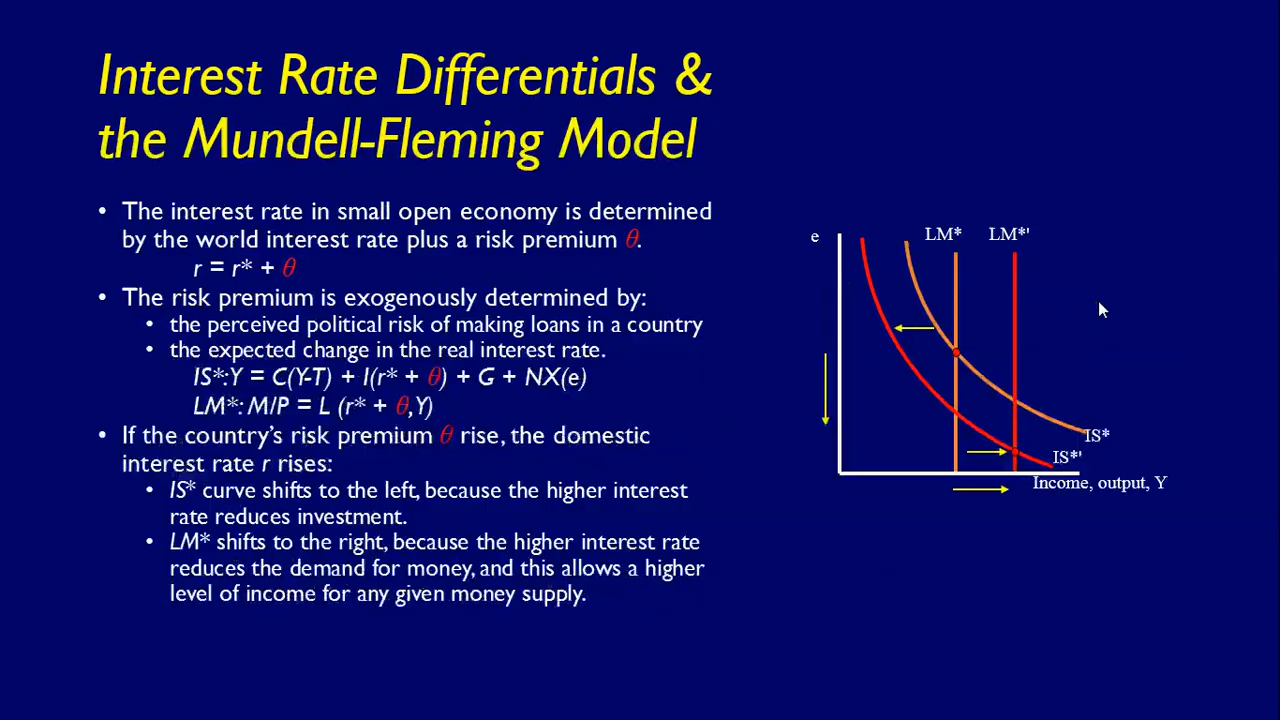 Interest Rate Differentials &
the Mundell-Fleming Model
• The interest rate in small open economy is determined
by the world interest rate plus a risk premium θ.
r = r* + θ
• The risk premium is exogenously determined by:
• the perceived political risk of making loans in a country
• the expected change in the real interest rate.
IS*:Y = C(Y-T) + I(r* + θ) + G + NX(e)
LM*: M/P = L (r* + θ,Y)
• If the country's risk premium θ rise, the domestic
interest rate r rises:
• IS* curve shifts to the left, because the higher interest
rate reduces investment.
• LM* shifts to the right, because the higher interest rate
reduces the demand for money, and this allows a higher
level of income for any given money supply.
e
LM*
LM*'
IS*
IS*'
Income, output, Y